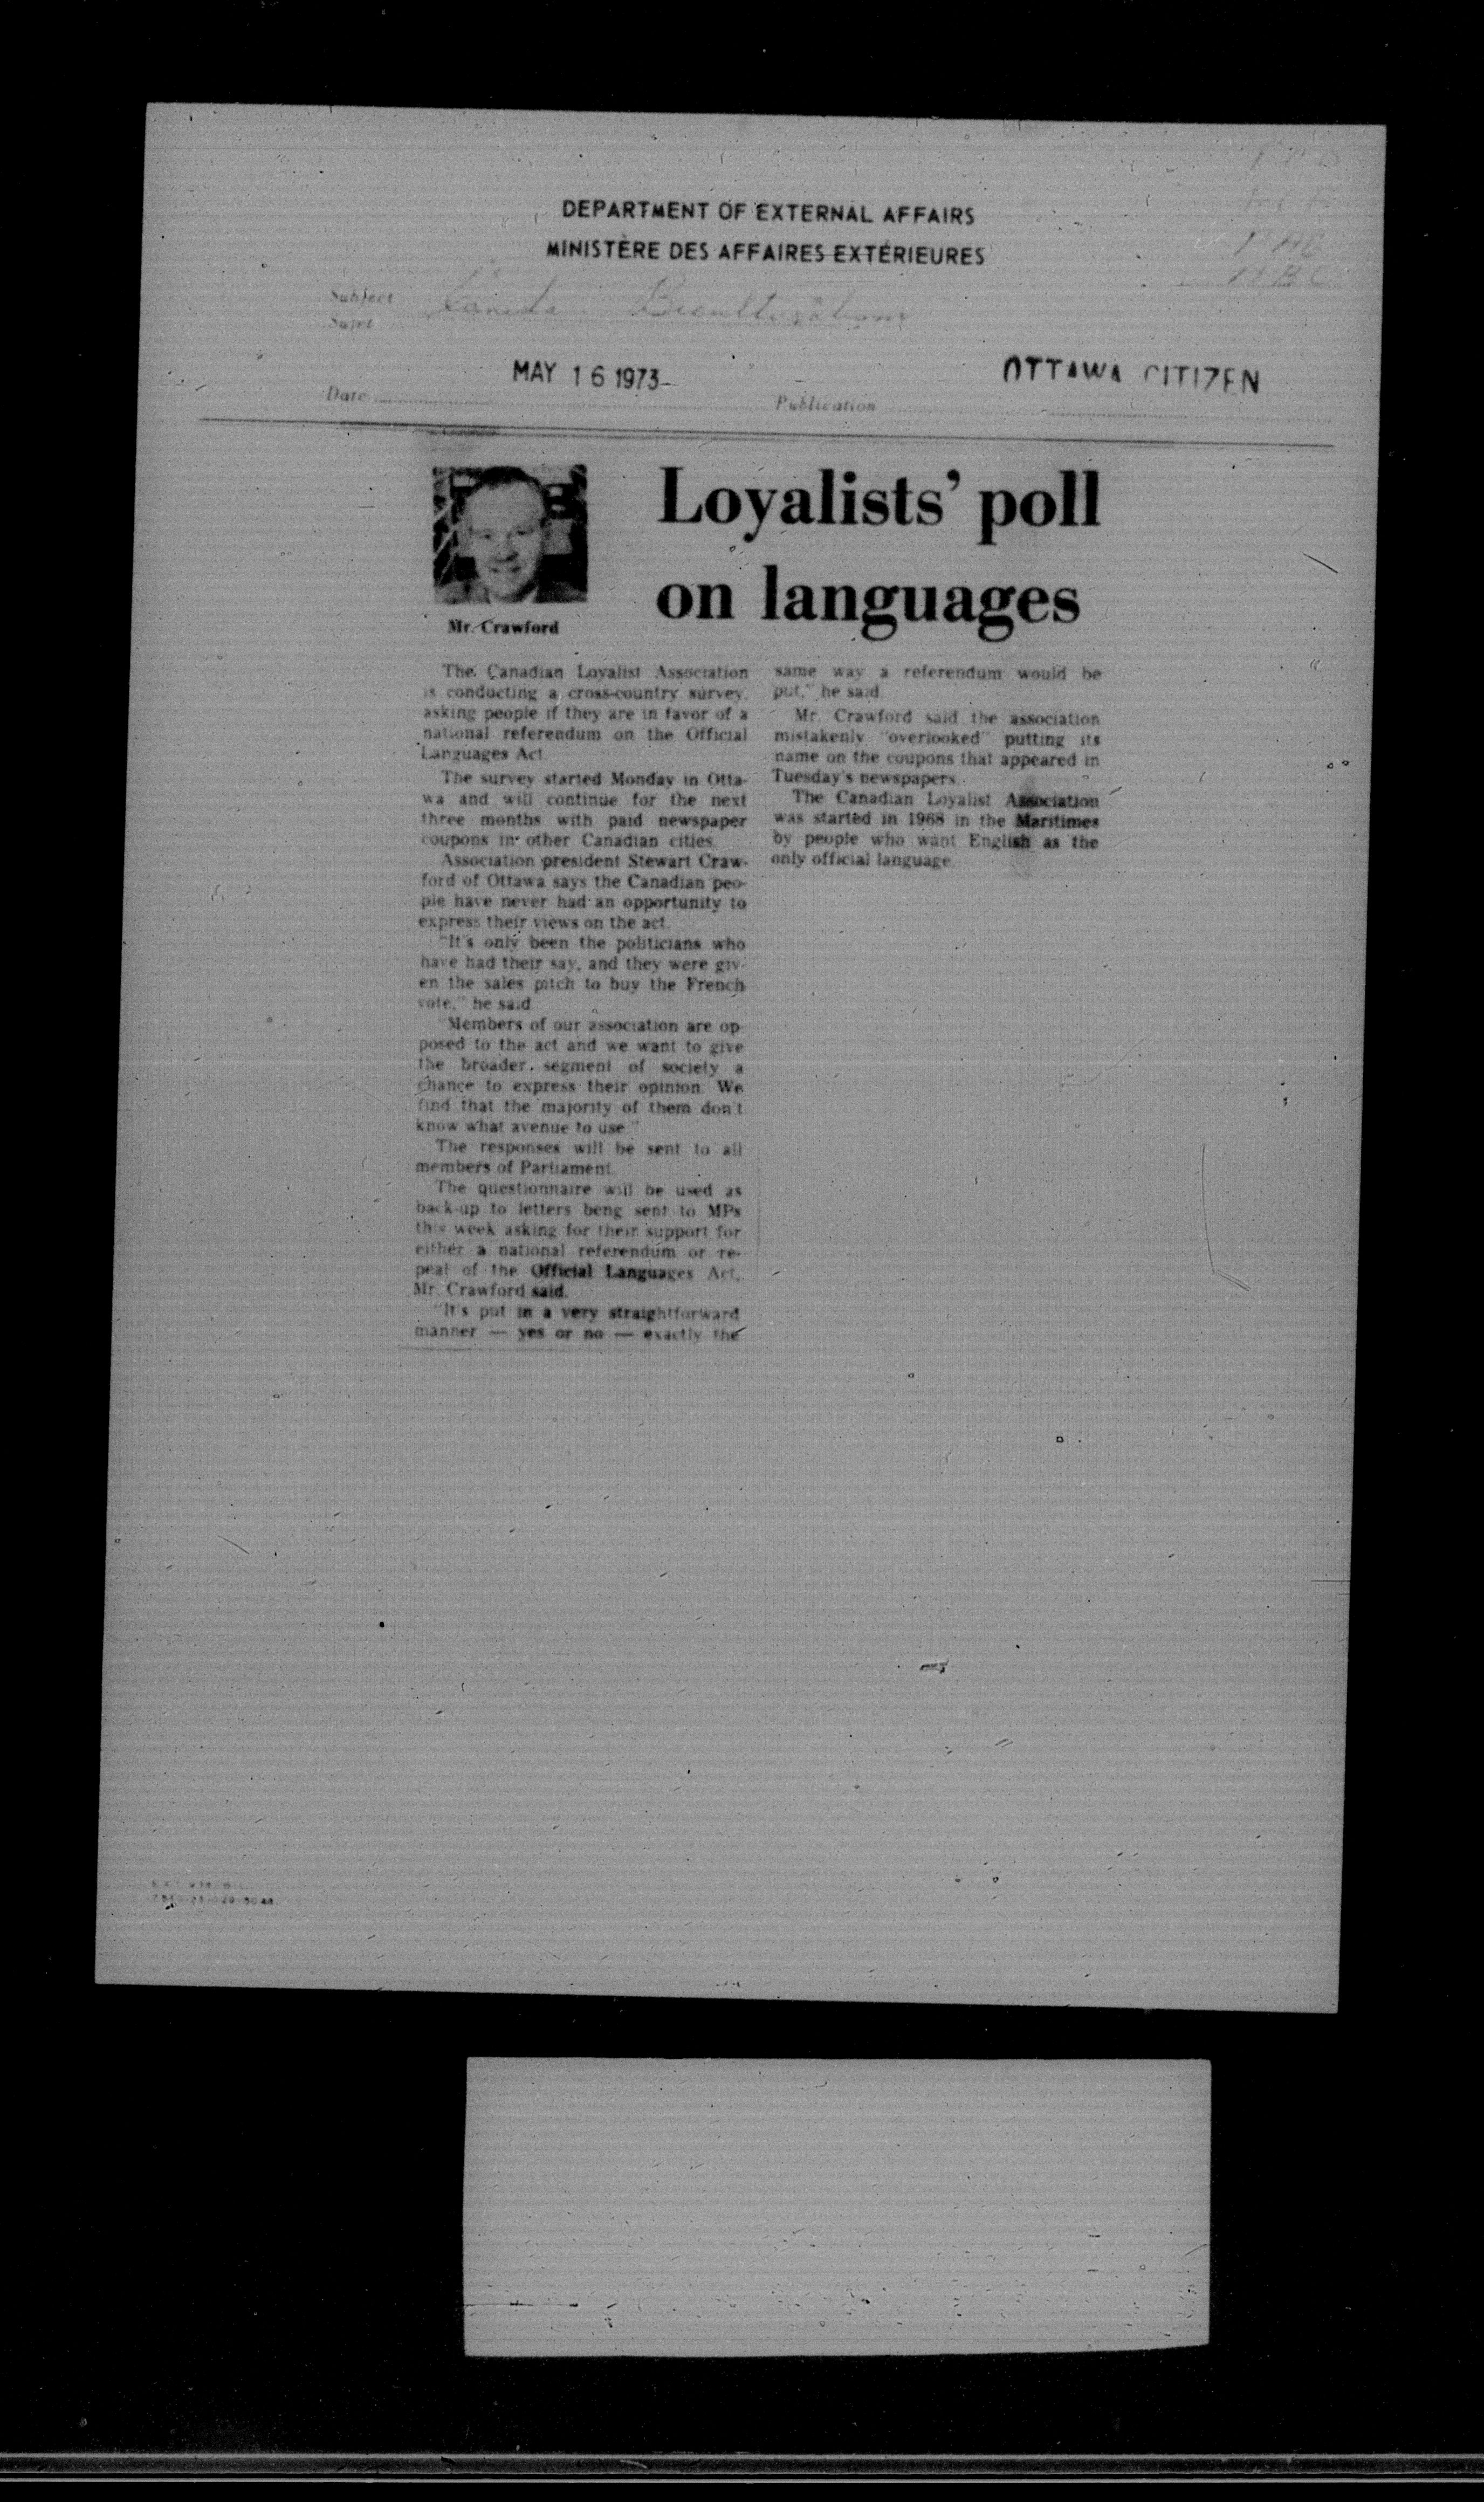 DEPARTMENT OF EXTERNAL AFFAIRS
MINISTÈRE DES AFFAIRES EXTÉRIEURES
Subject
Sujet
Canada
MAY 16 1973
OTTAWA CITIZEN
Date
Publication
Loyalists' poll
on languages
Mr. Crawford
The Canadian Loyalist Association
is conducting a cross-country survey,
asking people if they are in favor of a
national referendum on the Official
Languages Act.
The survey started Monday in Otta-
wa and will continue for the next
three months with paid newspaper
coupons in other Canadian cities.
Association president Stewart Craw-
ford of Ottawa says the Canadian peo-
ple have never had an opportunity to
express their views on the act.
"It's only been the politicians who
have had their say, and they were giv-
en the sales pitch to buy the French
vote," he said.
"Members of our association are op-
posed to the act and we want to give
the broader segment of society a
chance to express their opinion. We
find that the majority of them don't
know what avenue to use."
The responses will be sent to all
members of Parliament.
The questionnaire will be used as
back-up to letters beng sent to MPs
this week asking for their support for
either a national referendum or re-
peal of the Official Languages Act,
Mr. Crawford said.
"It's put in a very straightforward
manner — yes or no — exactly the
same way a referendum would be
put," he said.
Mr. Crawford said the association
mistakenly "overlooked" putting its
name on the coupons that appeared in
Tuesday's newspapers.
The Canadian Loyalist Association
was started in 1968 in the Maritimes
by people who want English as the
only official language.